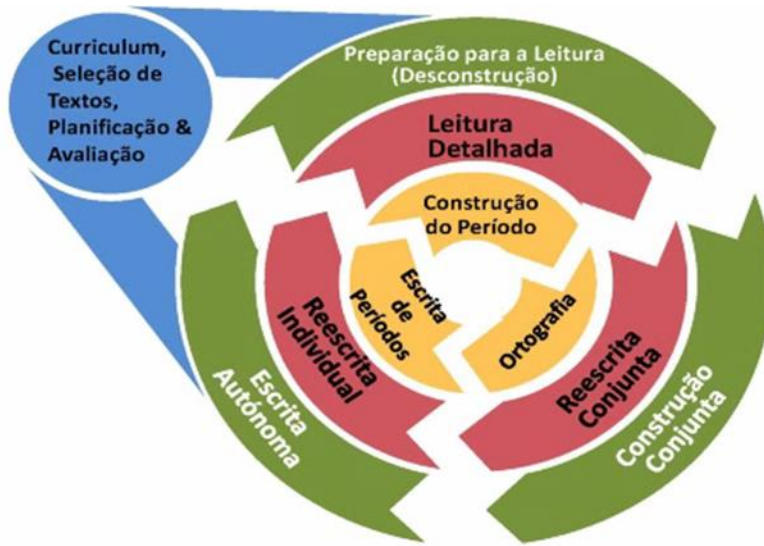 Curriculum,
Seleção de
Textos,
Planificação &
Avaliação
Preparação para a Leitura
(Desconstrução)
Leitura
Detalhada
Construção
do Período
Escrita
de
Períodos
Ortografia
Reescrita
Individual
Reescrita
Conjunta
Escrita
Autónoma
Construção
Conjunta